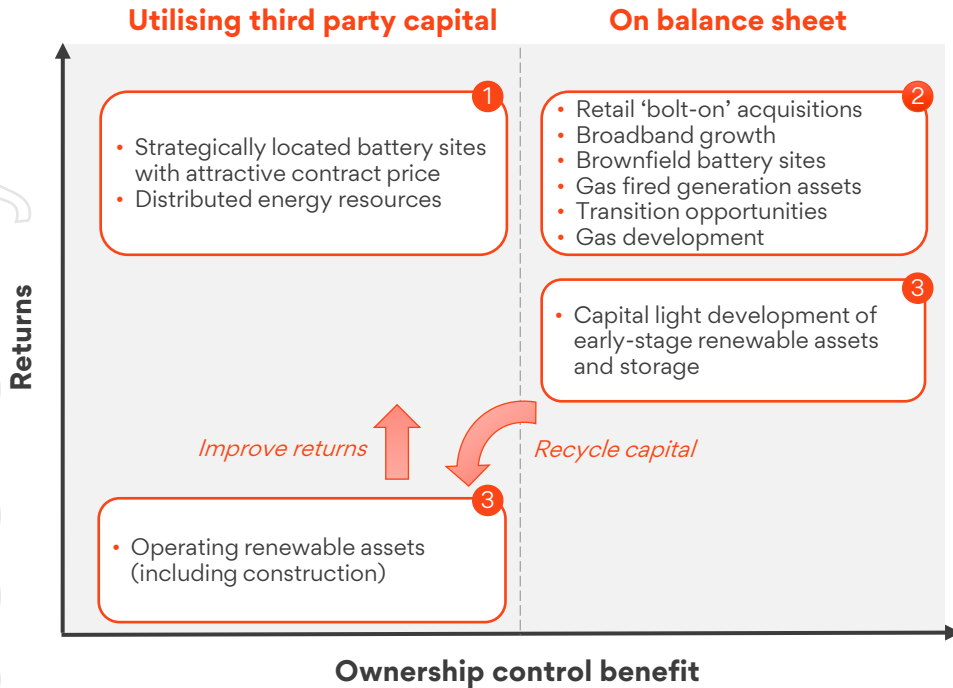 Utilising third party capital
On balance sheet
1
• Strategically located battery sites
with attractive contract price
• Distributed energy resources
2
• Retail ‘bolt-on’ acquisitions
• Broadband growth
• Brownfield battery sites
• Gas fired generation assets
• Transition opportunities
• Gas development
3
• Capital light development of
early-stage renewable assets
and storage
Returns
Improve returns
Recycle capital
3
• Operating renewable assets
(including construction)
Ownership control benefit